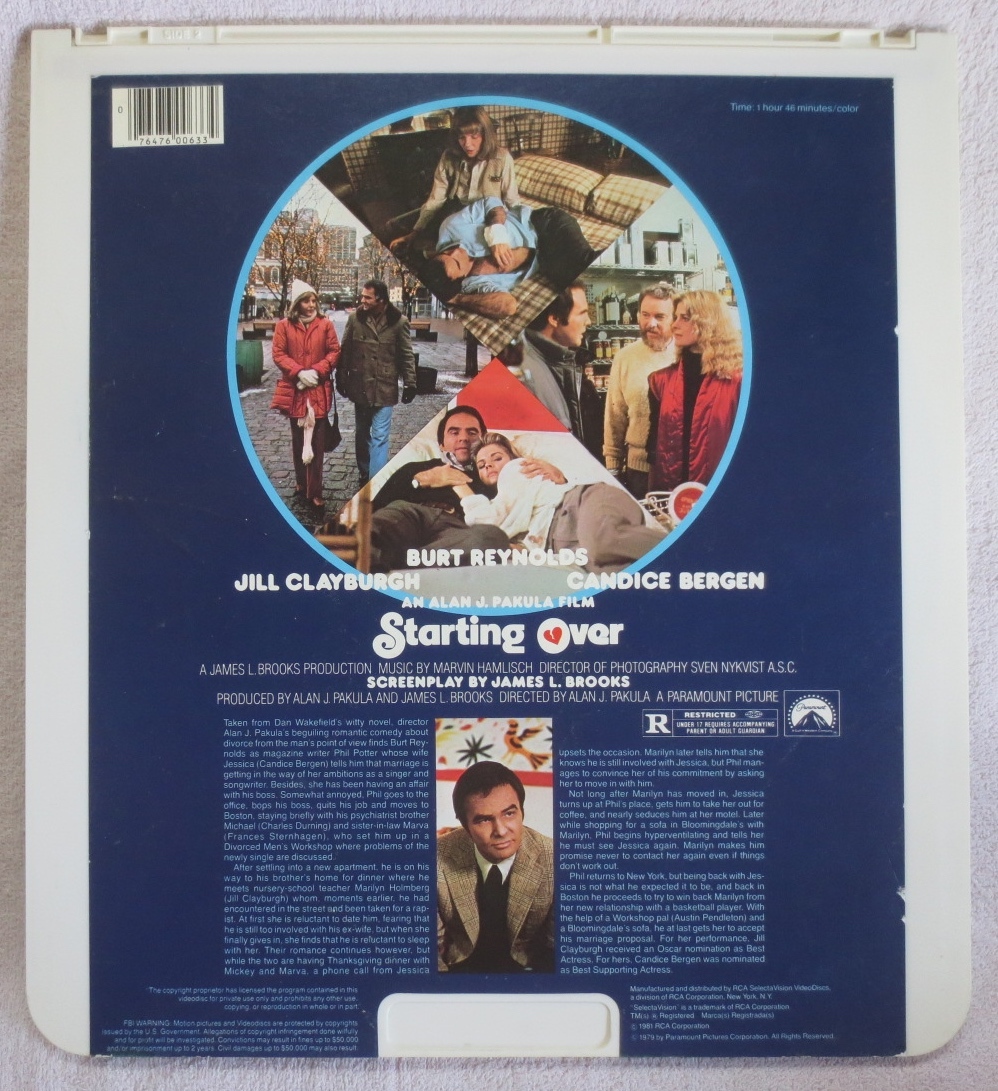 SIDE 2
0
76476 00633
Time: 1 hour 46 minutes/color
BURT REYNOLDS
JILL CLAYBURGH
CANDICE BERGEN
AN ALAN J. PAKULA FILM
Starting Over
A JAMES L. BROOKS PRODUCTION MUSIC BY MARVIN HAMLISCH DIRECTOR OF PHOTOGRAPHY SVEN NYKVIST A.S.C.
SCREENPLAY BY JAMES L. BROOKS
PRODUCED BY ALAN J. PAKULA AND JAMES L. BROOKS DIRECTED BY ALAN J. PAKULA A PARAMOUNT PICTURE
R RESTRICTED
UNDER 17 REQUIRES ACCOMPANYING
PARENT OR ADULT GUARDIAN
Paramount
Taken from Dan Wakefield's witty novel, director
Alan J. Pakula's beguiling romantic comedy about
divorce from the man's point of view finds Burt Rey-
nolds as magazine writer Phil Potter whose wife
Jessica (Candice Bergen) tells him that marriage is
getting in the way of her ambitions as a singer and
songwriter. Besides, she has been having an affair
with his boss. Somewhat annoyed, Phil goes to the
office, bops his boss, quits his job and moves to
Boston, staying briefly with his psychiatrist brother
Michael (Charles Durning) and sister-in-law Marva
(Frances Sternhagen), who set him up in a
Divorced Men's Workshop where problems of the
newly single are discussed.
After settling into a new apartment, he is on his
way to his brother's home for dinner where he
meets nursery-school teacher Marilyn Holmberg
(Jill Clayburgh) whom, moments earlier, he had
encountered in the street and been taken for a rap-
ist. At first she is reluctant to date him, fearing that
he is still too involved with his ex-wife, but when she
finally gives in, she finds that he is reluctant to sleep
with her. Their romance continues however, but
while the two are having Thanksgiving dinner with
Mickey and Marva, a phone call from Jessica
upsets the occasion. Marilyn later tells him that she
knows he is still involved with Jessica, but Phil man-
ages to convince her of his commitment by asking
her to move in with him.
Not long after Marilyn has moved in, Jessica
turns up at Phil's place, gets him to take her out for
coffee, and nearly seduces him at her motel. Later
while shopping for a sofa in Bloomingdale's with
Marilyn, Phil begins hyperventilating and tells her
he must see Jessica again. Marilyn makes him
promise never to contact her again even if things
don't work out.
Phil returns to New York, but being back with Jes-
sica is not what he expected it to be, and back in
Boston he proceeds to try to win back Marilyn from
her new relationship with a basketball player. With
the help of a Workshop pal (Austin Pendleton) and
a Bloomingdale's sofa, he at last gets her to accept
his marriage proposal. For her performance, Jill
Clayburgh received an Oscar nomination as Best
Actress. For hers, Candice Bergen was nominated
as Best Supporting Actress.
"The copyright proprietor has licensed the program contained in this
videodisc for private use only and prohibits any other use,
copying, or reproduction in whole or in part."
FBI WARNING: Motion pictures and Videodiscs are protected by copyrights
issued by the U.S. Government. Allegations of copyright infringement done wilfully
and for profit will be investigated. Convictions may result in fines up to $50,000
and/or imprisonment up to 2 years. Civil damages up to $50,000 may also result.
Manufactured and distributed by RCA SelectaVision VideoDiscs,
a division of RCA Corporation, New York, N.Y.
"SelectaVision" is a trademark of RCA Corporation
TM(s) ® Registered Marca(s) Registrada(s)
© 1981 RCA Corporation
© 1979 by Paramount Pictures Corporation. All Rights Reserved.